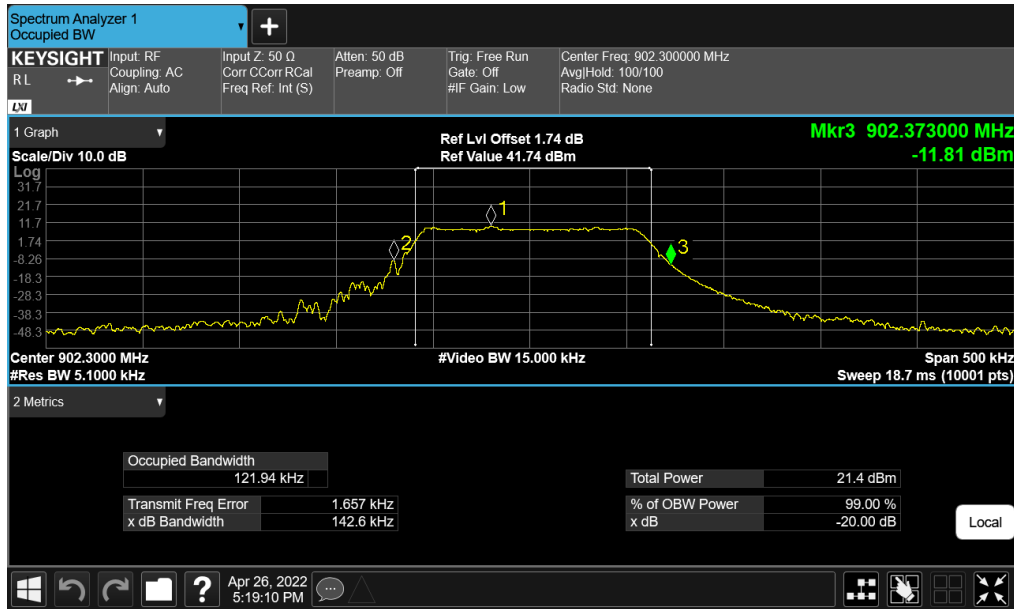 Spectrum Analyzer 1
Occupied BW
+
KEYSIGHT
R L
LXI
Input: RF
Coupling: AC
Align: Auto
Input Z: 50 Ω
Corr CCorr RCal
Freq Ref: Int (S)
Atten: 50 dB
Preamp: Off
Trig: Free Run
Gate: Off
#IF Gain: Low
Center Freq: 902.300000 MHz
Avg|Hold: 100/100
Radio Std: None
1 Graph
Scale/Div 10.0 dB
Ref Lvl Offset 1.74 dB
Ref Value 41.74 dBm
Mkr3 902.373000 MHz
-11.81 dBm
Log
31.7
21.7
11.7
1.74
-8.26
-18.3
-28.3
-38.3
-48.3
1
2
3
Center 902.3000 MHz
#Video BW 15.000 kHz
Span 500 kHz
#Res BW 5.1000 kHz
Sweep 18.7 ms (10001 pts)
2 Metrics
Occupied Bandwidth
121.94 kHz
Total Power 21.4 dBm
Transmit Freq Error 1.657 kHz
% of OBW Power 99.00 %
x dB Bandwidth 142.6 kHz
x dB -20.00 dB
Local
?
Apr 26, 2022
5:19:10 PM